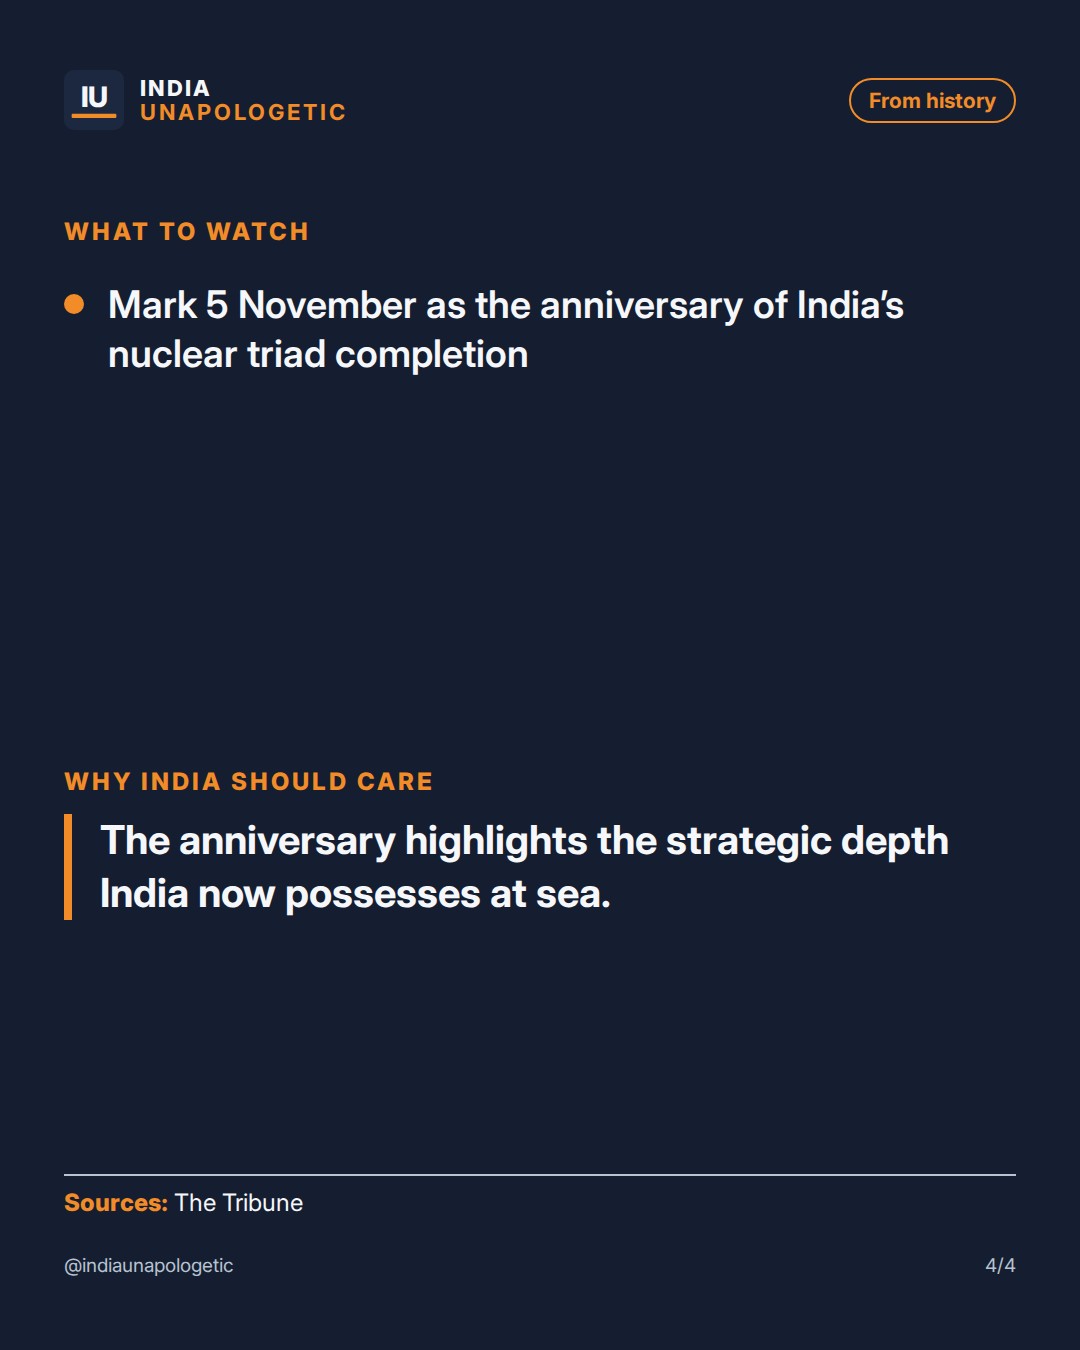 IU
INDIA
UNAPOLOGETIC
From history
WHAT TO WATCH
Mark 5 November as the anniversary of India’s
nuclear triad completion
WHY INDIA SHOULD CARE
The anniversary highlights the strategic depth
India now possesses at sea.
Sources: The Tribune
@indiaunapologetic
4/4